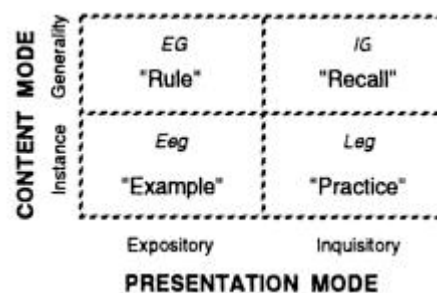 CONTENT MODE
Generality
Instance
EG
IG
"Rule"
"Recall"
Eeg
Leg
"Example"
"Practice"
Expository
Inquisitory
PRESENTATION MODE